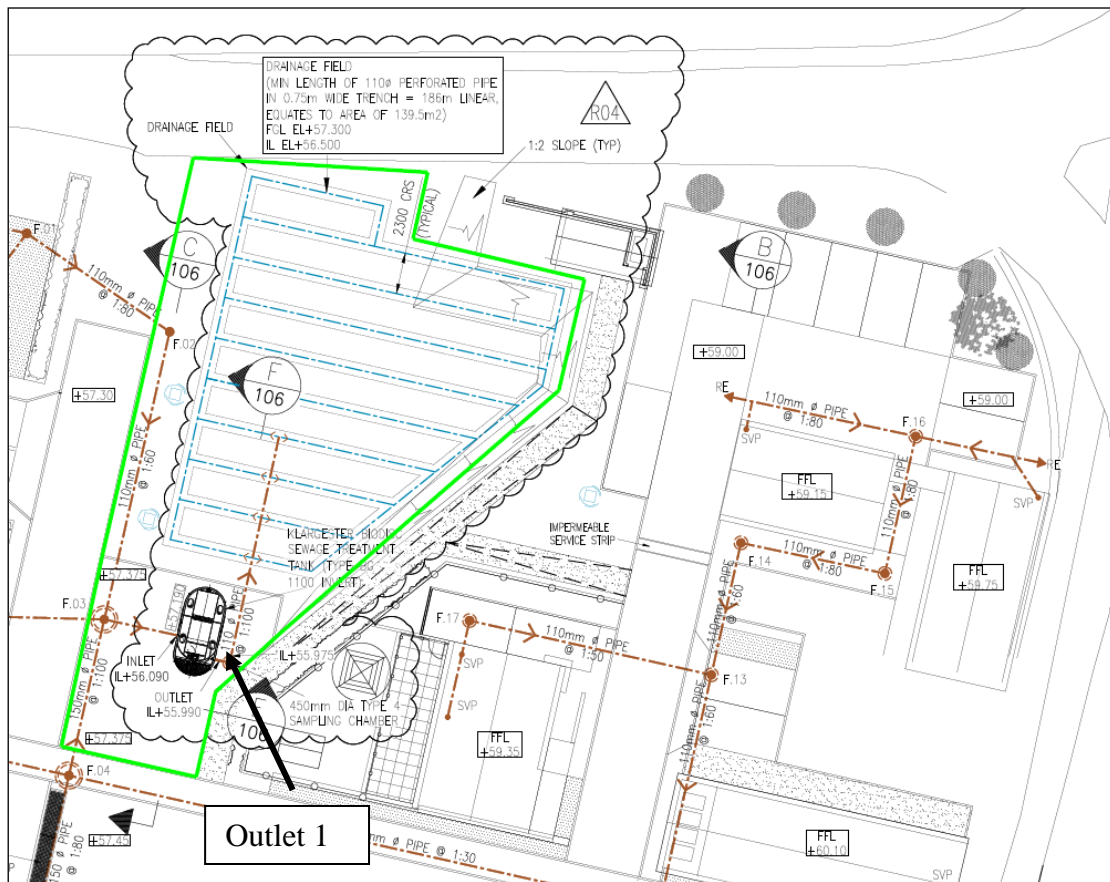 DRAINAGE FIELD
(MIN LENGTH OF 110ø PERFORATED PIPE
IN 0.75m WIDE TRENCH = 186m LINEAR,
EQUATES TO AREA OF 139.5m2)
FGL EL+57.300
IL EL+56.500
R04
DRAINAGE FIELD
1:2 SLOPE (TYP)
2300 CRS
(TYPICAL)
F.01
C
106
B
106
110mm ø PIPE
@ 1:80
F.02
+59.00
+57.30
F
106
RE
110mm ø PIPE
@ 1:80
F.16
+59.00
RE
SVP
SVP
110mm ø PIPE
@ 1:60
FFL
+59.15
110mm ø PIPE
@ 1:80
KLARGESTER BIODISC
SEWAGE TREATMENT
TANK (TYPE
1100 INVERT)
IMPERMEABLE
SERVICE STRIP
F.14
110mm ø PIPE
@ 1:80
F.15
FFL
+59.75
+57.375
+57.190
110 ø PIPE
@ 1:100
F.03
F.17
110mm ø PIPE
@ 1:50
110mm ø PIPE
@ 1:60
SVP
SVP
F.13
INLET
IL+56.090
IL+55.975
OUTLET
IL+55.990
450mm DIA TYPE 4
SAMPLING CHAMBER
106
150mm ø PIPE
@ 1:100
+57.375
FFL
+59.35
110mm ø PIPE
@ 1:60
F.04
Outlet 1
+57.45
150 ø PIPE
@ 1:80
mm ø PIPE
@ 1:30
FFL
+60.10
SVP